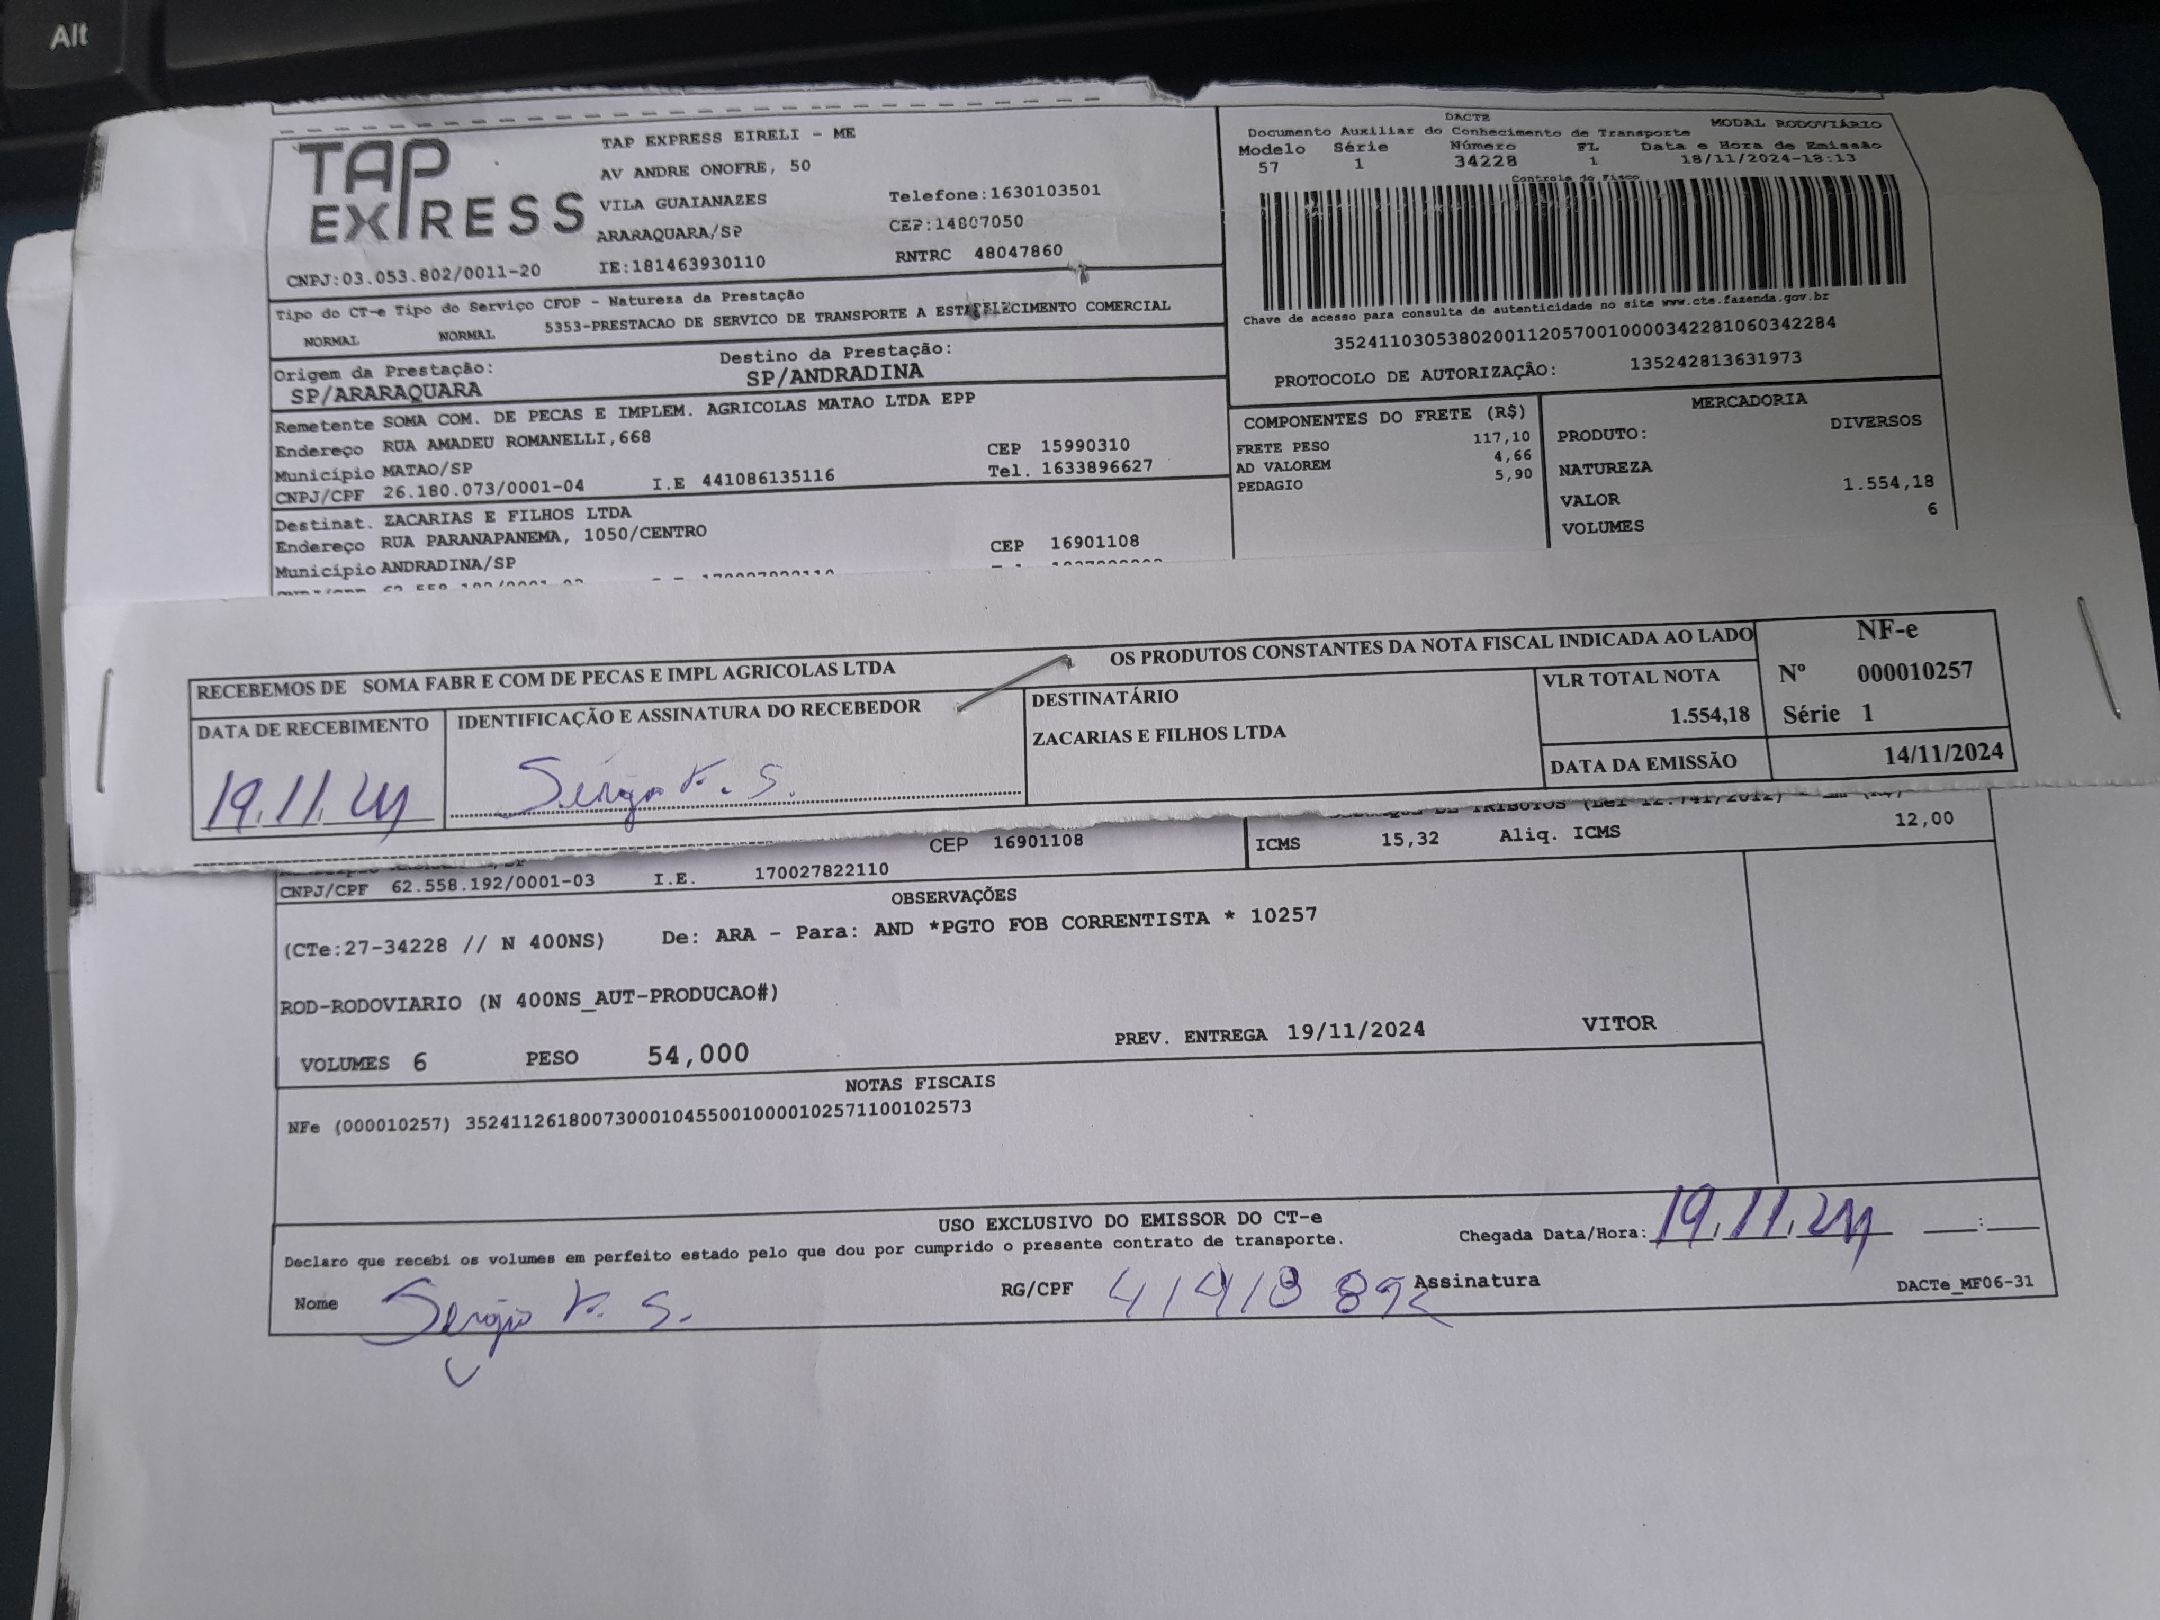 Alt
TAP EXPRESS
TAP EXPRESS EIRELI - ME
AV ANDRE ONOFRE, 50
VILA GUAIANAZES Telefone:1630103501
ARARAQUARA/SP CEP:14807050
CNPJ:03.053.802/0011-20 IE:181463930110 RNTRC 48047860
DACTE
Documento Auxiliar do Conhecimento de Transporte MODAL RODOVIÁRIO
Modelo Série Número FL Data e Hora de Emissão
57 1 34228 1 18/11/2024-18:13
Controle do Fisco
Chave de acesso para consulta de autenticidade no site www.cte.fazenda.gov.br
35241103053802001120570010000342281060342284
PROTOCOLO DE AUTORIZAÇÃO: 135242813631973
Tipo do CT-e Tipo do Serviço CFOP - Natureza da Prestação
NORMAL NORMAL 5353-PRESTACAO DE SERVICO DE TRANSPORTE A ESTABELECIMENTO COMERCIAL
Origem da Prestação: Destino da Prestação:
SP/ARARAQUARA SP/ANDRADINA
Remetente SOMA COM. DE PECAS E IMPLEM. AGRICOLAS MATAO LTDA EPP
Endereço RUA AMADEU ROMANELLI,668 CEP 15990310
Município MATAO/SP Tel. 1633896627
CNPJ/CPF 26.180.073/0001-04 I.E 441086135116
Destinat. ZACARIAS E FILHOS LTDA
Endereço RUA PARANAPANEMA, 1050/CENTRO CEP 16901108
Município ANDRADINA/SP
COMPONENTES DO FRETE (R$)
FRETE PESO 117,10
AD VALOREM 4,66
PEDAGIO 5,90
MERCADORIA
PRODUTO: DIVERSOS
NATUREZA
VALOR 1.554,18
VOLUMES 6
RECEBEMOS DE SOMA FABR E COM DE PECAS E IMPL AGRICOLAS LTDA OS PRODUTOS CONSTANTES DA NOTA FISCAL INDICADA AO LADO
DATA DE RECEBIMENTO
19.11.24
IDENTIFICAÇÃO E ASSINATURA DO RECEBEDOR
Sérgio K. S.
DESTINATÁRIO
ZACARIAS E FILHOS LTDA
VLR TOTAL NOTA
1.554,18
DATA DA EMISSÃO 14/11/2024
NF-e
Nº 000010257
Série 1
CEP 16901108
ICMS 15,32 Aliq. ICMS 12,00
CNPJ/CPF 62.558.192/0001-03 I.E. 170027822110
OBSERVAÇÕES
(CTe:27-34228 // N 400NS) De: ARA - Para: AND *PGTO FOB CORRENTISTA * 10257
ROD-RODOVIARIO (N 400NS_AUT-PRODUCAO#)
VOLUMES 6 PESO 54,000 PREV. ENTREGA 19/11/2024 VITOR
NOTAS FISCAIS
NFe (000010257) 35241126180073000104550010000102571100102573
USO EXCLUSIVO DO EMISSOR DO CT-e
Declaro que recebi os volumes em perfeito estado pelo que dou por cumprido o presente contrato de transporte.
Chegada Data/Hora: 19.11.24 :
Nome Sérgio K. S. RG/CPF Assinatura DACTe_MF06-31